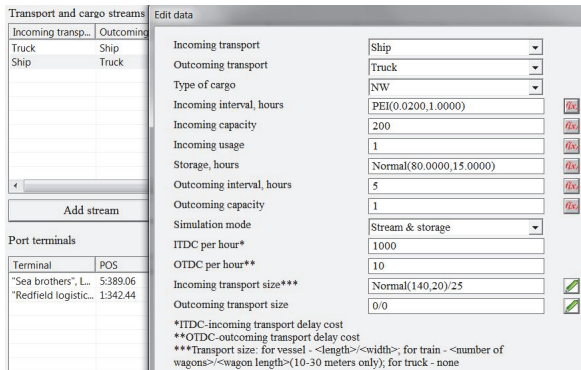 Transport and cargo streams
Incoming transp... Outcoming
Truck Ship
Ship Truck
Add stream
Port terminals
Terminal POS
"Sea brothers", L... 5:389.06
"Redfield logistic... 1:342.44
Edit data
Incoming transport Ship
Outcoming transport Truck
Type of cargo NW
Incoming interval, hours PEI(0.0200,1.0000)
Incoming capacity 200
Incoming usage 1
Storage, hours Normal(80.0000,15.0000)
Outcoming interval, hours 5
Outcoming capacity 1
Simulation mode Stream & storage
ITDC per hour* 1000
OTDC per hour** 10
Incoming transport size*** Normal(140,20)/25
Outcoming transport size 0/0
*ITDC-incoming transport delay cost
**OTDC-outcoming transport delay cost
***Transport size: for vessel - <length>/<width>; for train - <number of
wagons>/<wagon length>(10-30 meters only); for truck - none